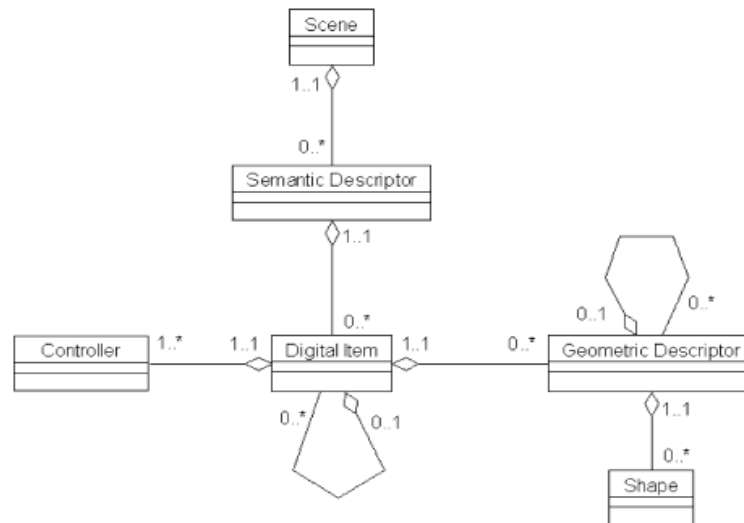 Scene
1..1
0..*
Semantic Descriptor
1..1
0..*
0..1
0..*
Controller
1..*
1..1
Digital Item
1..1
0..*
Geometric Descriptor
0..*
0..1
1..1
0..*
Shape